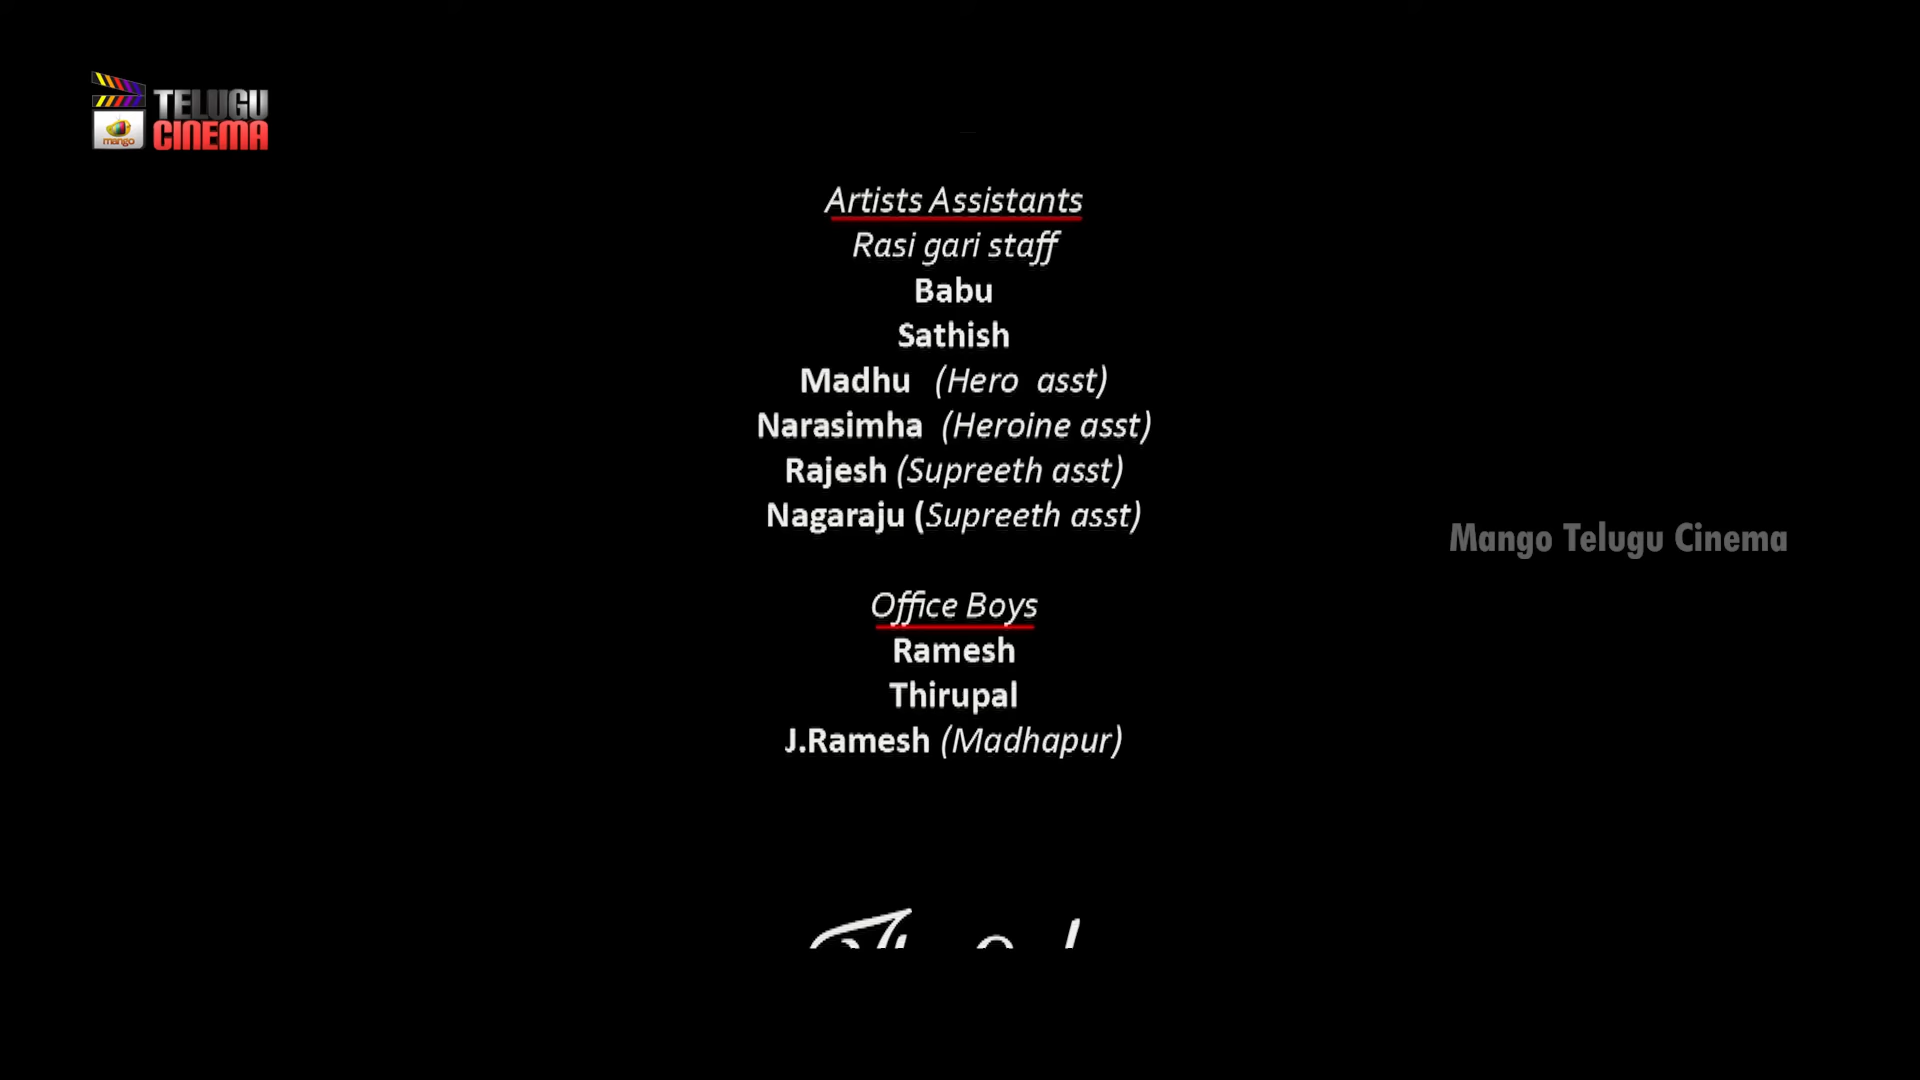 TELUGU
CINEMA
mango
Artists Assistants
Rasi gari staff
Babu
Sathish
Madhu (Hero asst)
Narasimha (Heroine asst)
Rajesh (Supreeth asst)
Nagaraju (Supreeth asst)
Mango Telugu Cinema
Office Boys
Ramesh
Thirupal
J.Ramesh (Madhapur)